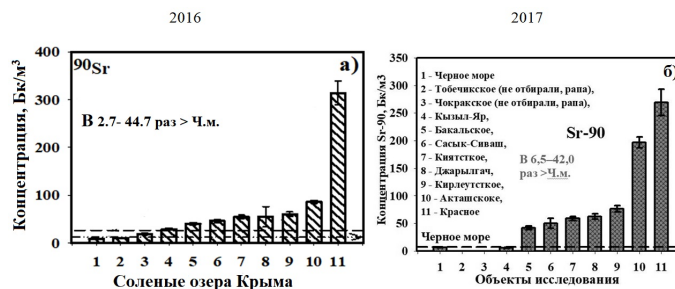 2016
2017
Концентрация, Бк/м³
400
300
200
100
0
⁹⁰Sr
а)
В 2.7- 44.7 раз > Ч.м.
1 2 3 4 5 6 7 8 9 10 11
Соленые озера Крыма
Концентрация Sr-90, Бк/м3
350
300
250
200
150
100
50
0
б)
1 - Черное море
2 - Тобечикское (не отбирали, рапа),
3 - Чокракское (не отбирали, рапа),
4 - Кызыл-Яр,
5 - Бакальское,
6 - Сасык-Сиваш,
7 - Киятское,
8 - Джарылгач,
9 - Кирлеутсткое,
10 - Акташскоке,
11 - Красное
Sr-90
В 6,5–42,0
раз >Ч.м.
Черное море
1 2 3 4 5 6 7 8 9 10 11
Объекты исследования